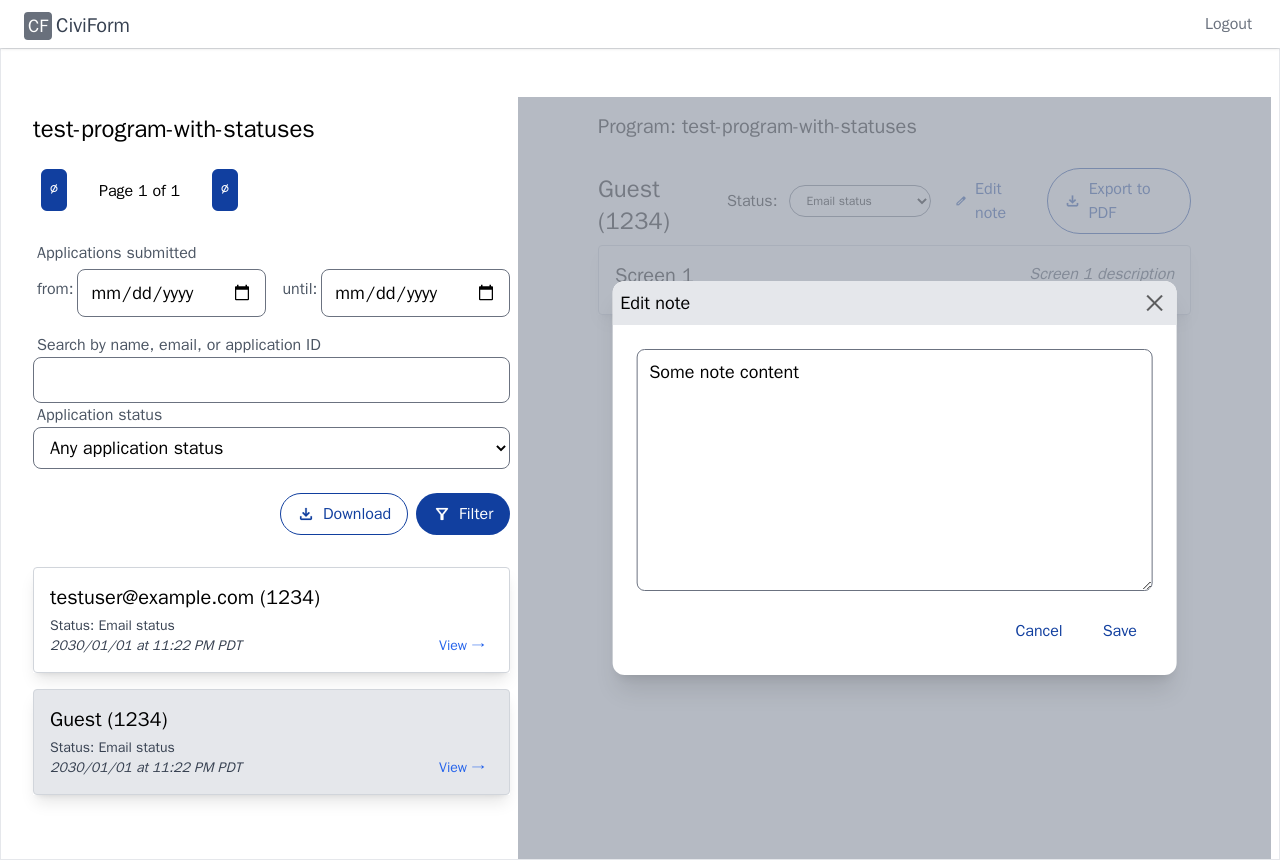 CF CiviForm
Logout
test-program-with-statuses
Page 1 of 1
Applications submitted
from: mm/dd/yyyy until: mm/dd/yyyy
Search by name, email, or application ID
Application status
Any application status
Download Filter
testuser@example.com (1234)
Status: Email status
2030/01/01 at 11:22 PM PDT View →
Guest (1234)
Status: Email status
2030/01/01 at 11:22 PM PDT View →
Program: test-program-with-statuses
Guest
(1234)
Status: Email status
Edit
note
Export to
PDF
Screen 1 Screen 1 description
Edit note
Some note content
Cancel Save